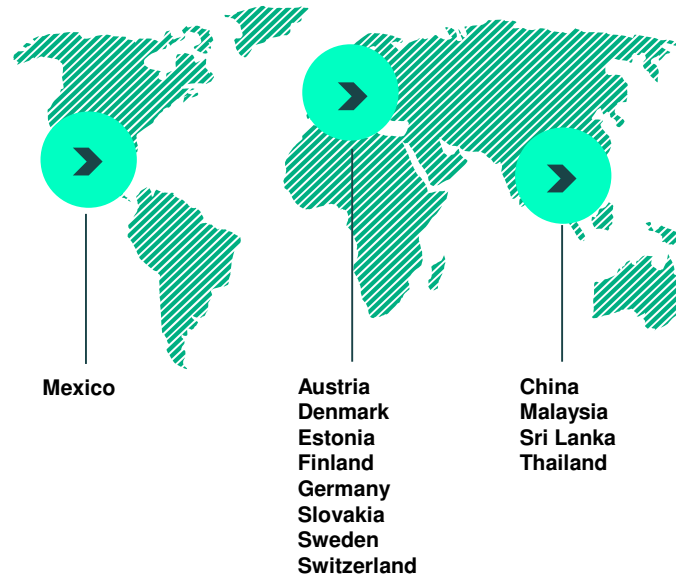 Mexico
Austria
Denmark
Estonia
Finland
Germany
Slovakia
Sweden
Switzerland
China
Malaysia
Sri Lanka
Thailand